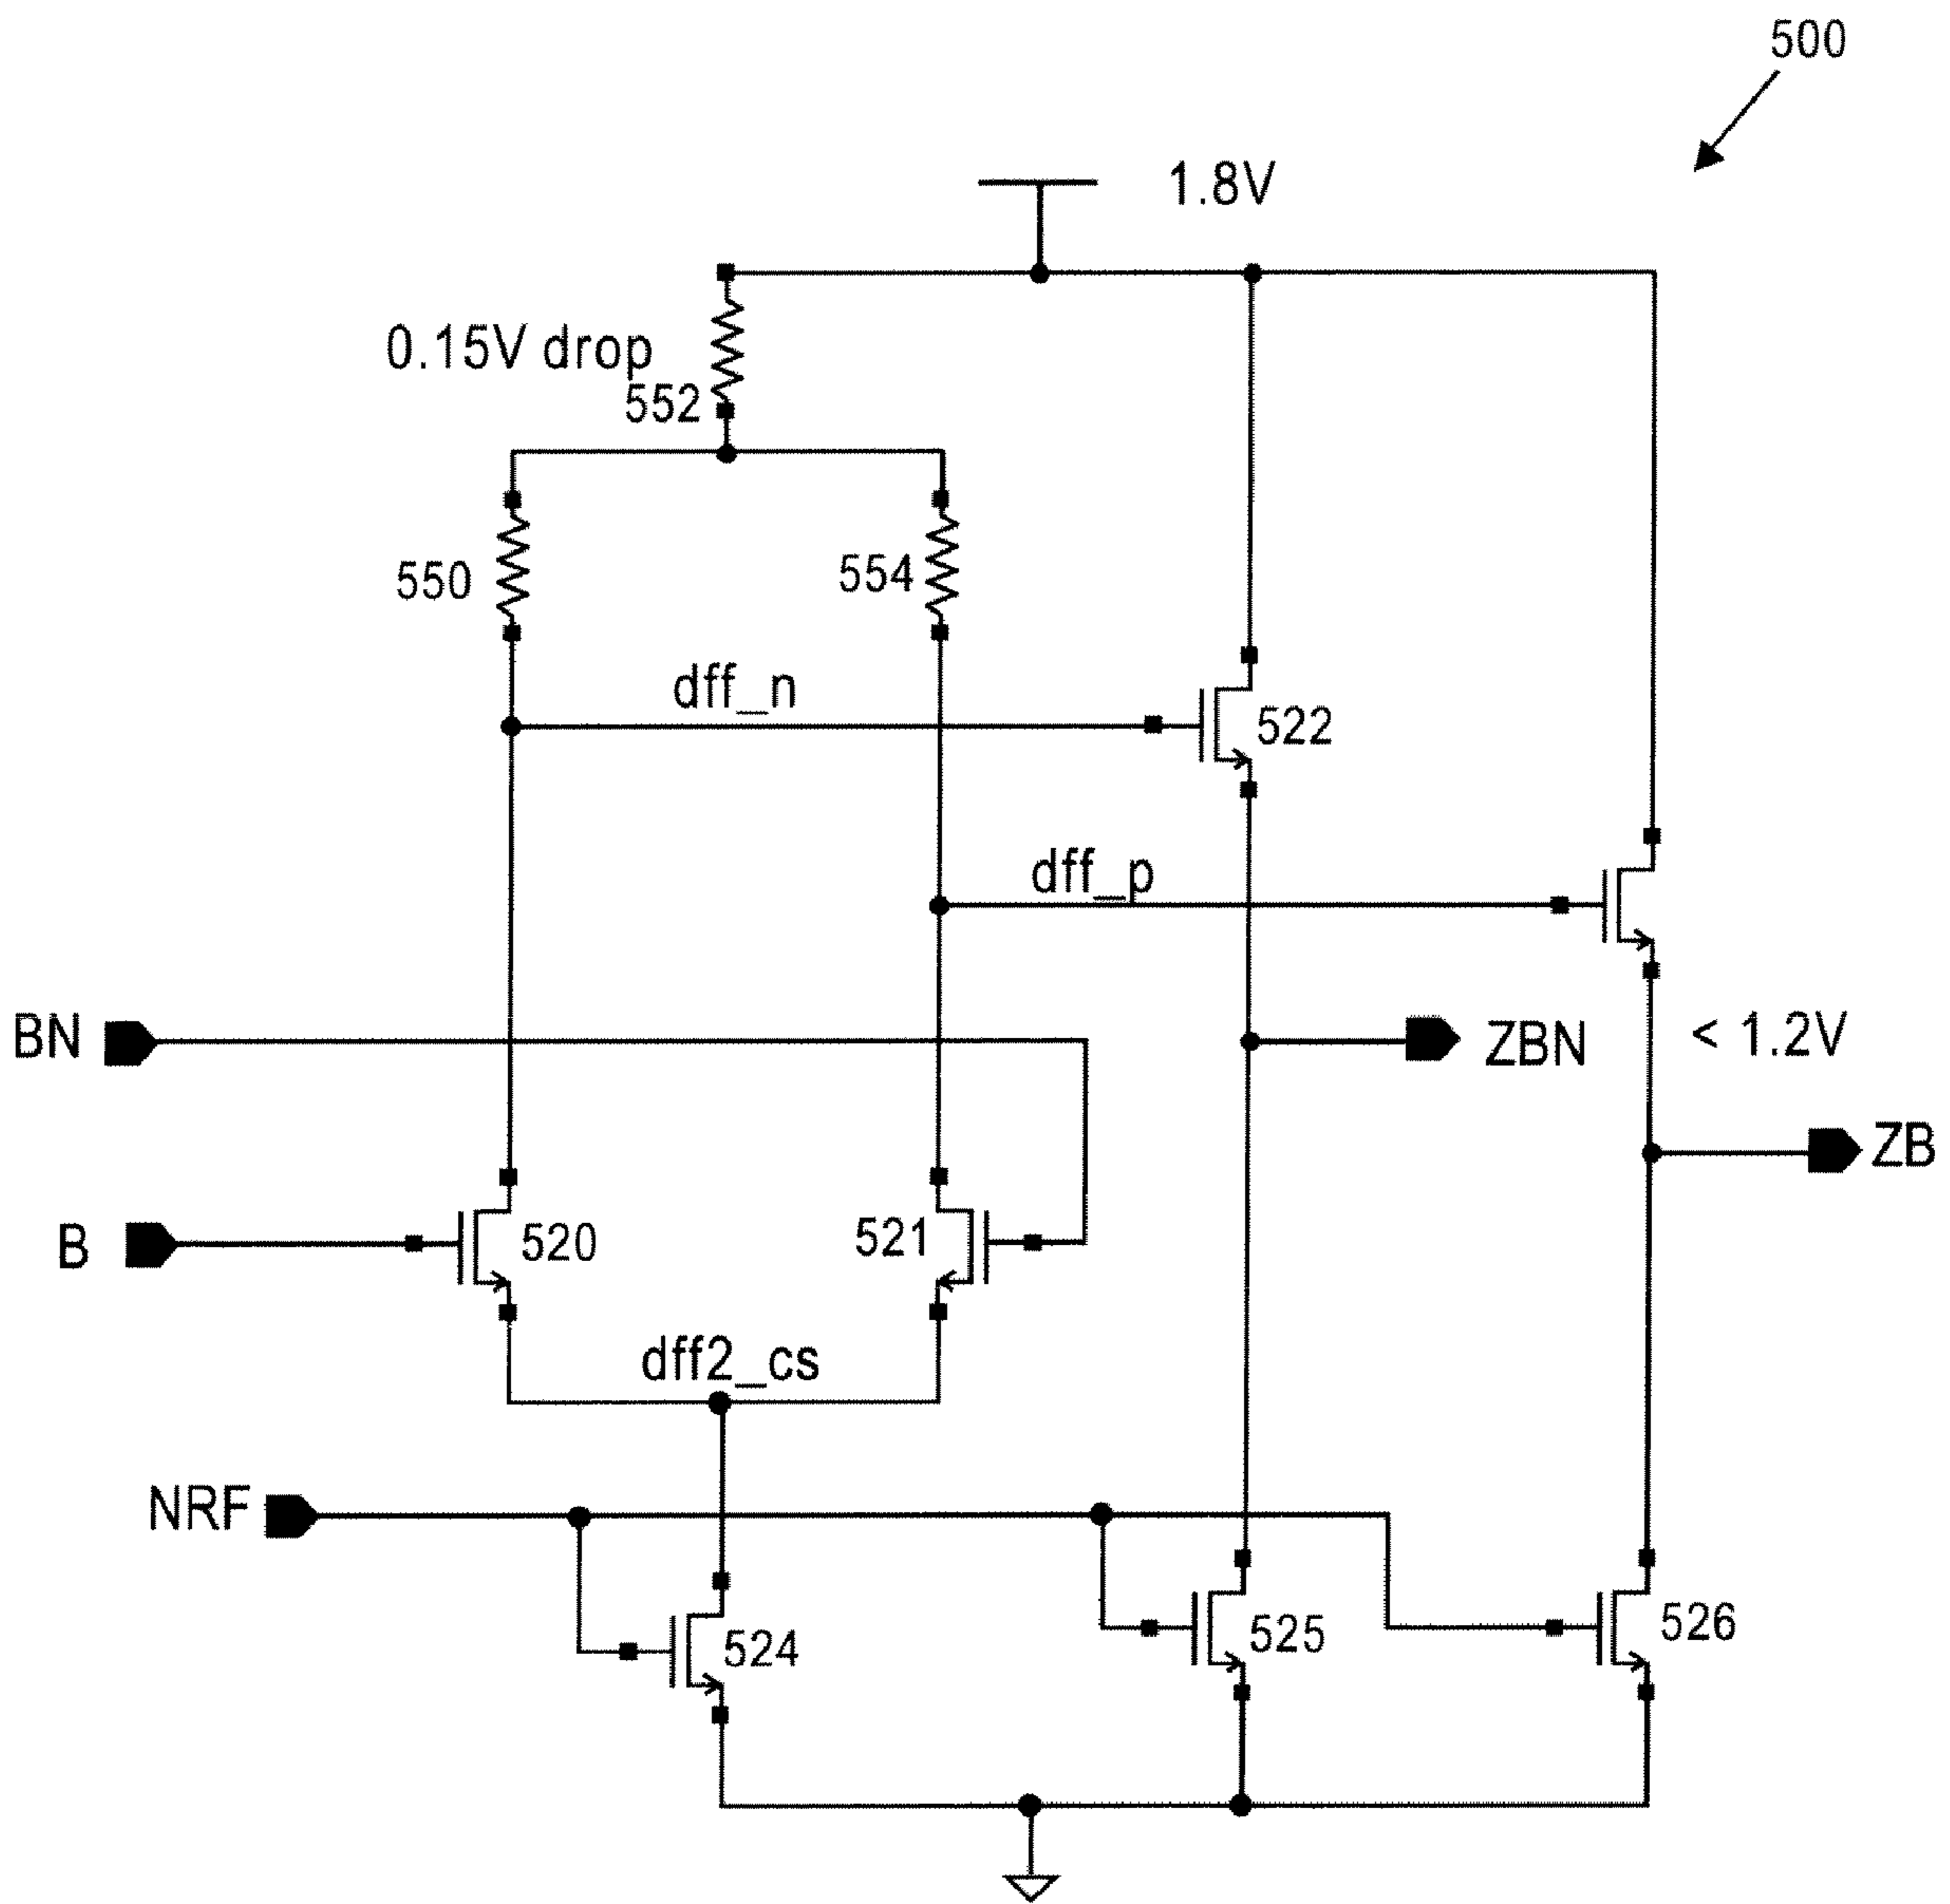 500
1.8V
0.15V drop
552
550
554
dff_n
522
dff_p
BN
ZBN
< 1.2V
ZB
B
520
521
dff2_cs
NRF
524
525
526